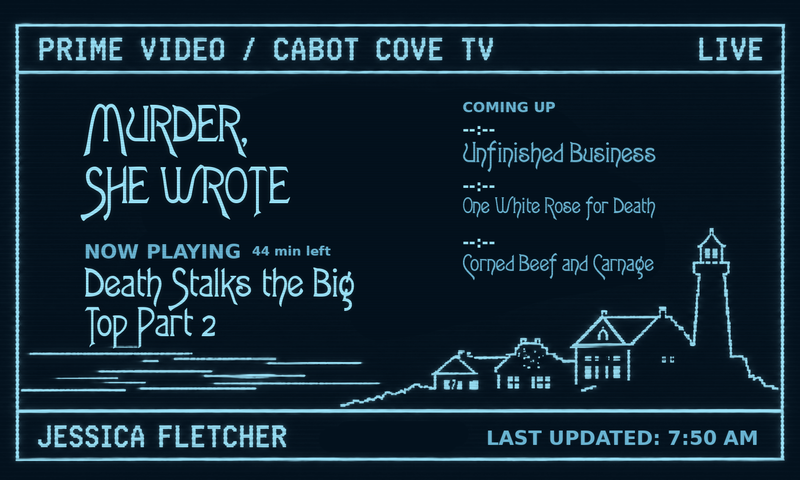 PRIME VIDEO / CABOT COVE TV
LIVE
MURDER,
SHE WROTE
NOW PLAYING 44 min left
Death Stalks the Big
Top Part 2
COMING UP
--:--
Unfinished Business
--:--
One White Rose for Death
--:--
Corned Beef and Carnage
JESSICA FLETCHER
LAST UPDATED: 7:50 AM